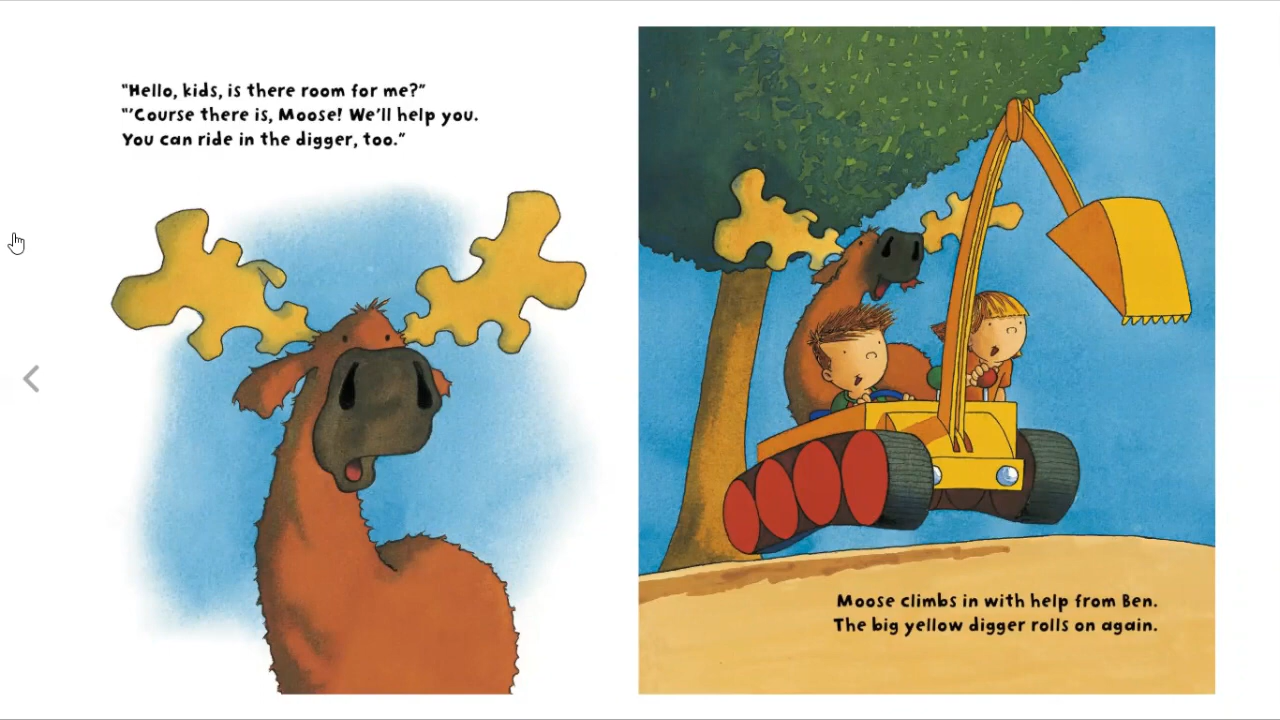 "Hello, kids, is there room for me?"
"'Course there is, Moose! We'll help you.
You can ride in the digger, too."
Moose climbs in with help from Ben.
The big yellow digger rolls on again.